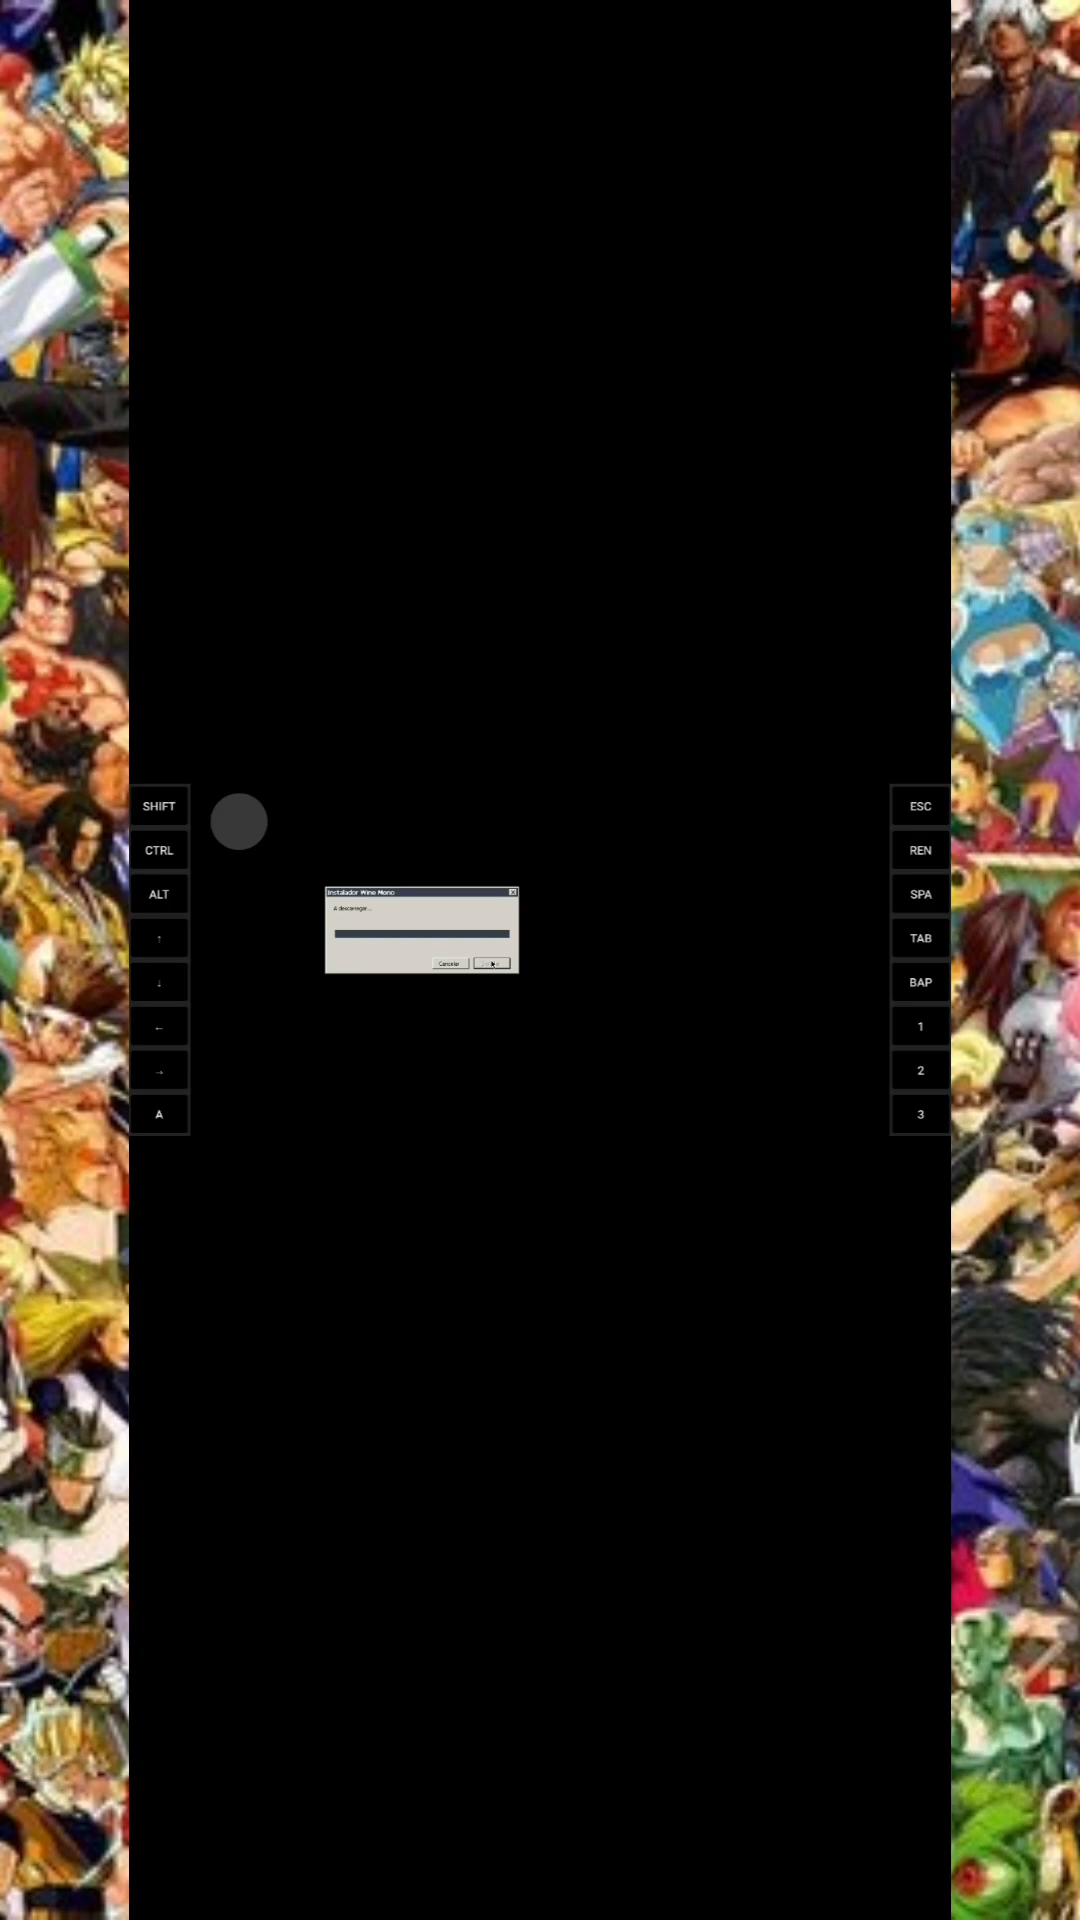 SHIFT
CTRL
ALT
↑
↓
←
→
A
Instalador Wine Mono
A descarregar...
Cancelar
ESC
REN
SPA
TAB
BAP
1
2
3